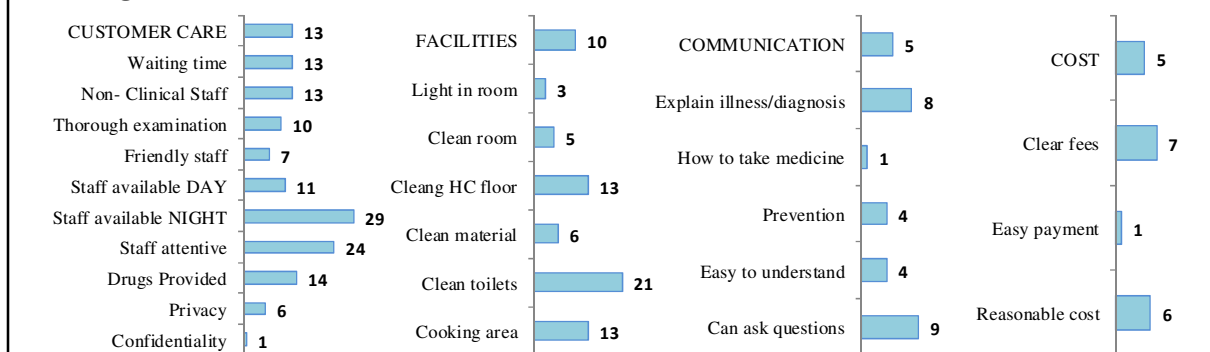 CUSTOMER CARE 13
Waiting time 13
Non- Clinical Staff 13
Thorough examination 10
Friendly staff 7
Staff available DAY 11
Staff available NIGHT 29
Staff attentive 24
Drugs Provided 14
Privacy 6
Confidentiality 1
FACILITIES 10
Light in room 3
Clean room 5
Cleang HC floor 13
Clean material 6
Clean toilets 21
Cooking area 13
COMMUNICATION 5
Explain illness/diagnosis 8
How to take medicine 1
Prevention 4
Easy to understand 4
Can ask questions 9
COST 5
Clear fees 7
Easy payment 1
Reasonable cost 6